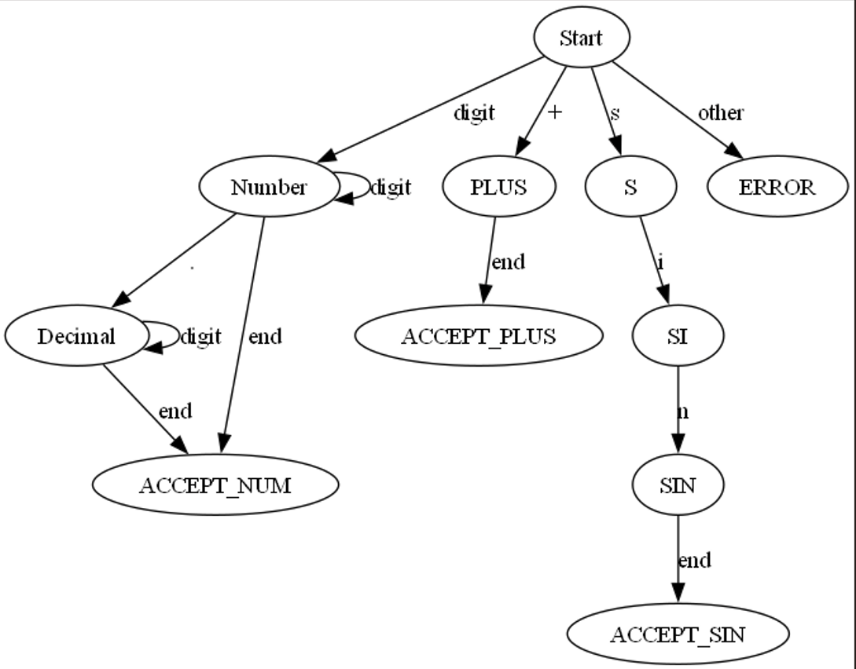 Start
digit
+
s
other
Number
digit
PLUS
S
ERROR
.
end
i
Decimal
digit
end
ACCEPT_PLUS
SI
end
n
ACCEPT_NUM
SIN
end
ACCEPT_SIN